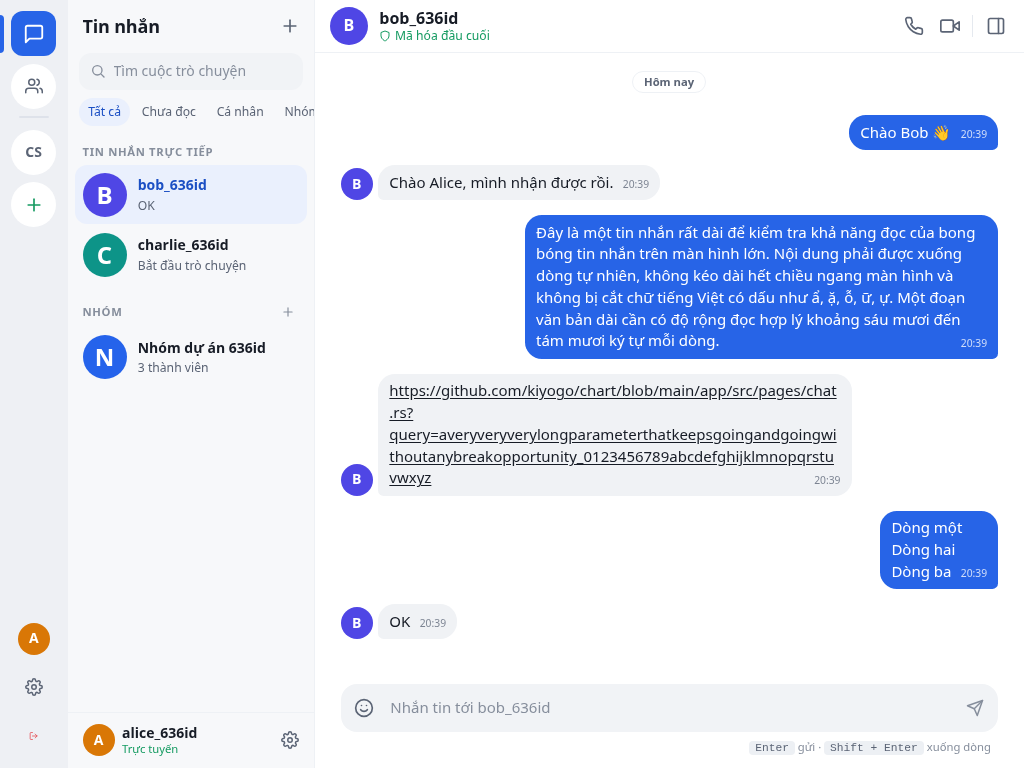 CS
A
Tin nhắn
Tìm cuộc trò chuyện
Tất cả
Chưa đọc
Cá nhân
Nhóm
TIN NHẮN TRỰC TIẾP
B
bob_636id
OK
C
charlie_636id
Bắt đầu trò chuyện
NHÓM
N
Nhóm dự án 636id
3 thành viên
A
alice_636id
Trực tuyến
B
bob_636id
Mã hóa đầu cuối
Hôm nay
Chào Bob 👋 20:39
B
Chào Alice, mình nhận được rồi. 20:39
Đây là một tin nhắn rất dài để kiểm tra khả năng đọc của bong
bóng tin nhắn trên màn hình lớn. Nội dung phải được xuống
dòng tự nhiên, không kéo dài hết chiều ngang màn hình và
không bị cắt chữ tiếng Việt có dấu như ẩ, ặ, ỗ, ữ, ự. Một đoạn
văn bản dài cần có độ rộng đọc hợp lý khoảng sáu mươi đến
tám mươi ký tự mỗi dòng. 20:39
https://github.com/kiyogo/chart/blob/main/app/src/pages/chat
.rs?
query=averyveryverylongparameterthatkeepsgoingandgoingwi
thoutanybreakopportunity_0123456789abcdefghijklmnopqrstu
vwxyz 20:39
B
Dòng một
Dòng hai
Dòng ba 20:39
B
OK 20:39
Nhắn tin tới bob_636id
Enter gửi · Shift + Enter xuống dòng